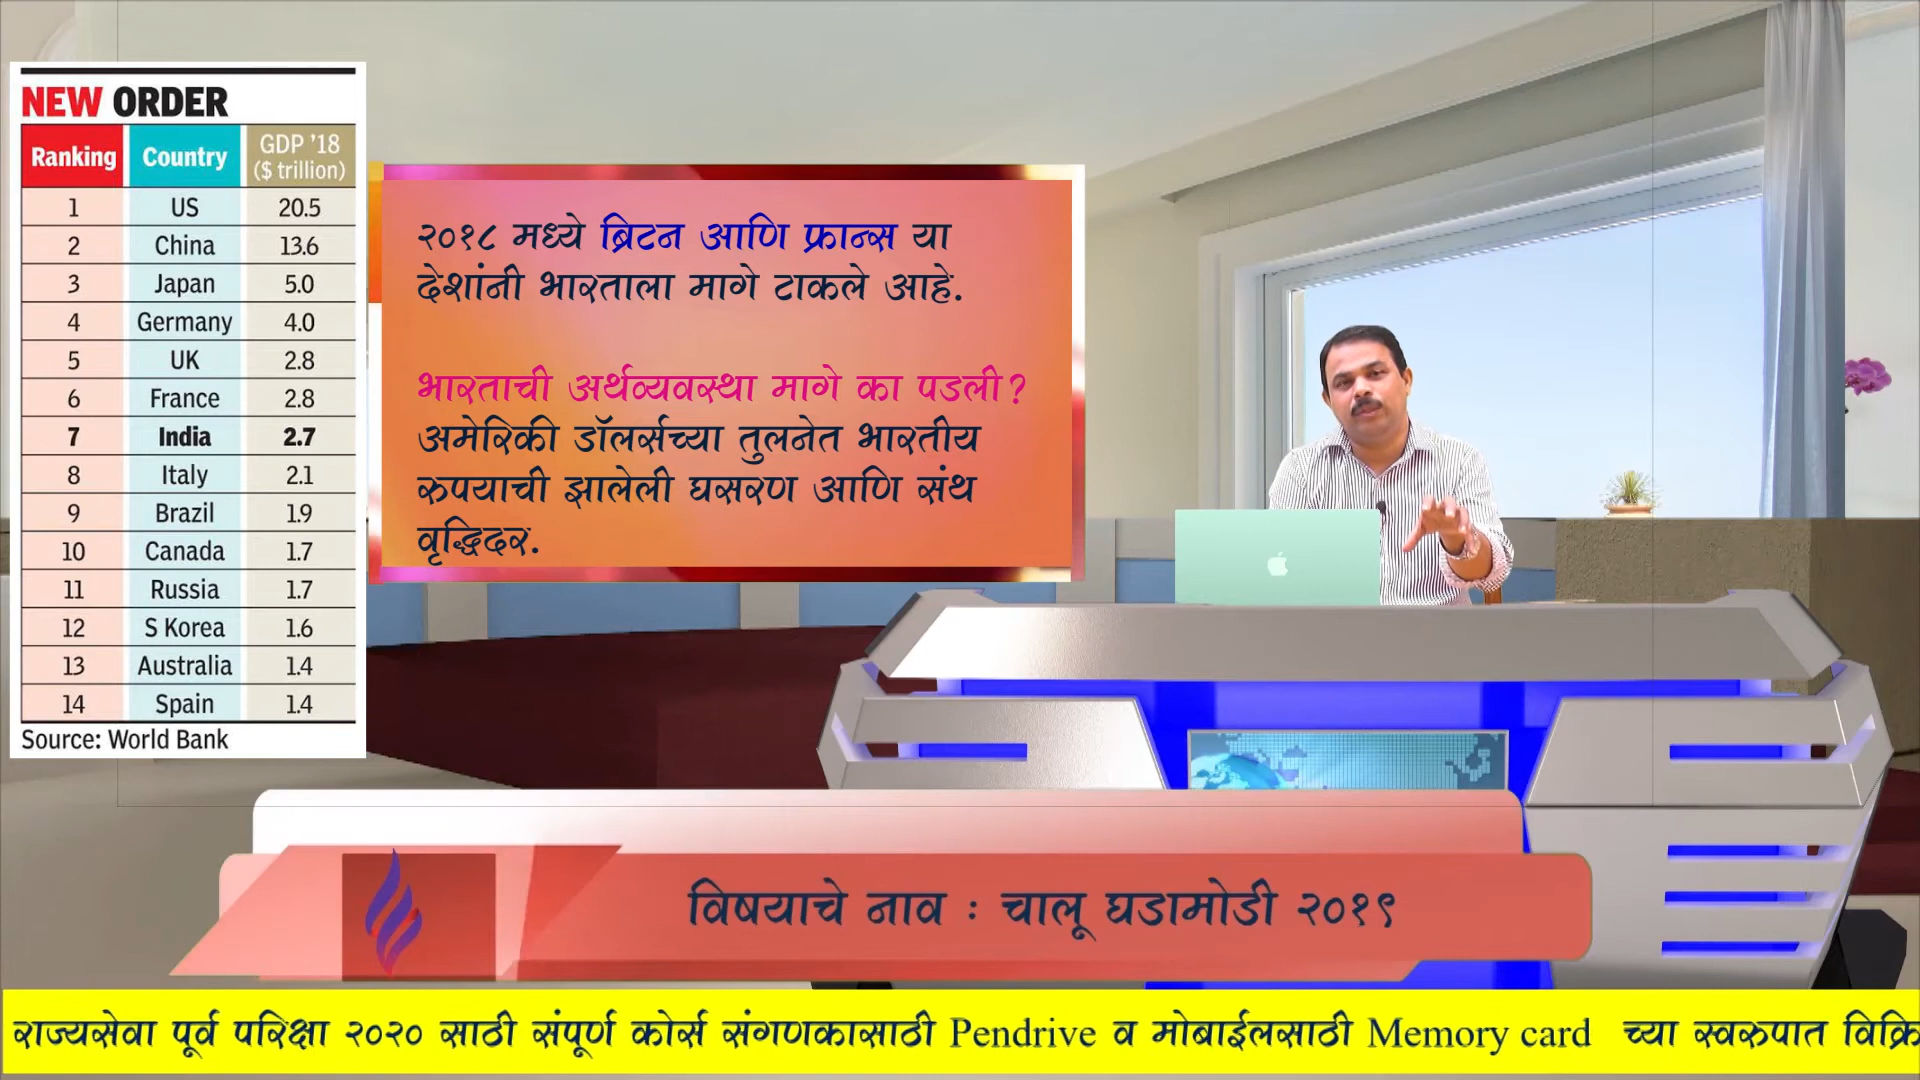 NEW ORDER
Ranking Country GDP '18 ($ trillion)
1 US 20.5
2 China 13.6
3 Japan 5.0
4 Germany 4.0
5 UK 2.8
6 France 2.8
7 India 2.7
8 Italy 2.1
9 Brazil 1.9
10 Canada 1.7
11 Russia 1.7
12 S Korea 1.6
13 Australia 1.4
14 Spain 1.4
Source: World Bank
२०१८ मध्ये ब्रिटन आणि फ्रान्स या
देशांनी भारताला मागे टाकले आहे.
भारताची अर्थव्यवस्था मागे का पडली?
अमेरिकी डॉलर्सच्या तुलनेत भारतीय
रुपयाची झालेली घसरण आणि संथ
वृद्धिदर.
विषयाचे नाव : चालू घडामोडी २०१९
राज्यसेवा पूर्व परिक्षा २०२० साठी संपूर्ण कोर्स संगणकासाठी Pendrive व मोबाईलसाठी Memory card च्या स्वरुपात विक्रि